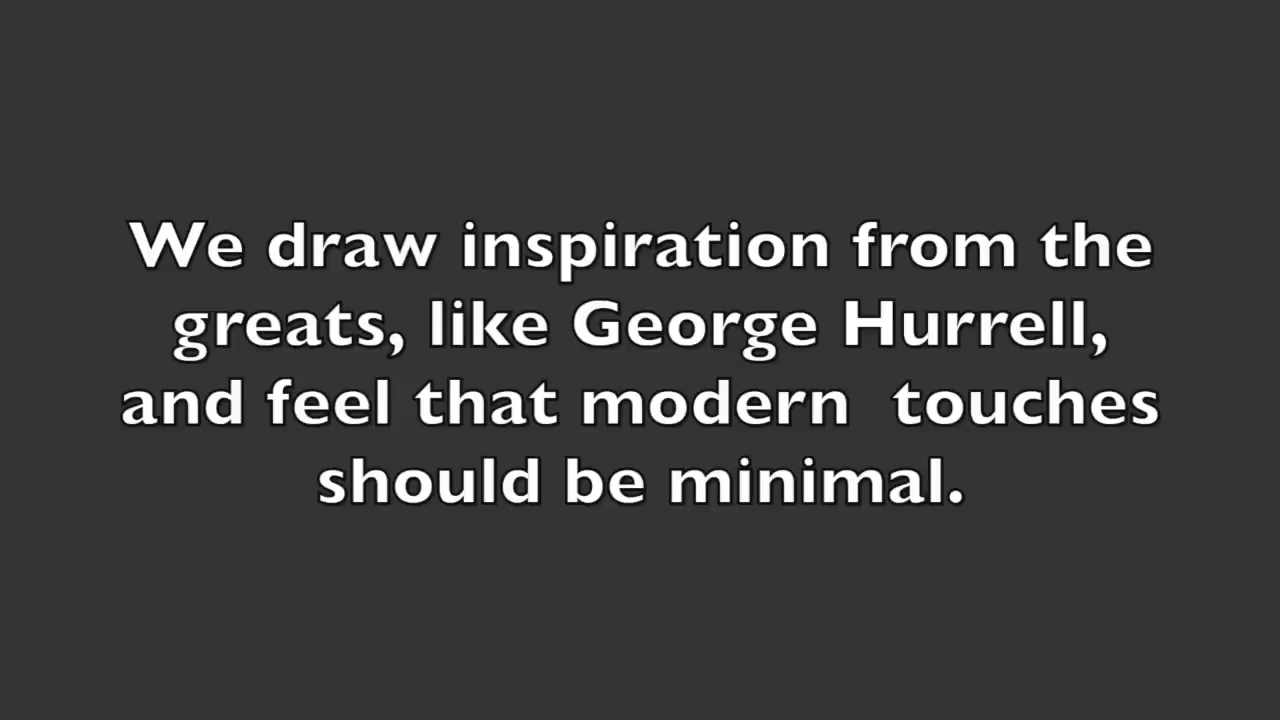 We draw inspiration from the
greats, like George Hurrell,
and feel that modern  touches
should be minimal.